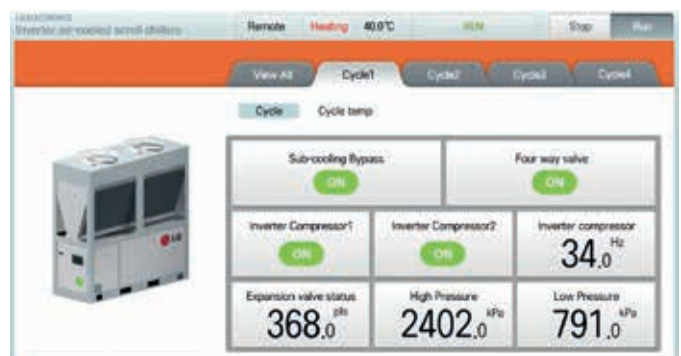 Inverter air-cooled scroll chillers
Remote Heating 40.0°C RUN Stop Run
View All Cycle1 Cycle2 Cycle3 Cycle4
Cycle Cycle temp
Sub-cooling Bypass Four way valve
ON ON
LG
Inverter Compressor1 Inverter Compressor2 Inverter compressor
ON ON 34.0 Hz
Expansion valve status High Pressure Low Pressure
368.0 pls 2402.0 kPa 791.0 kPa